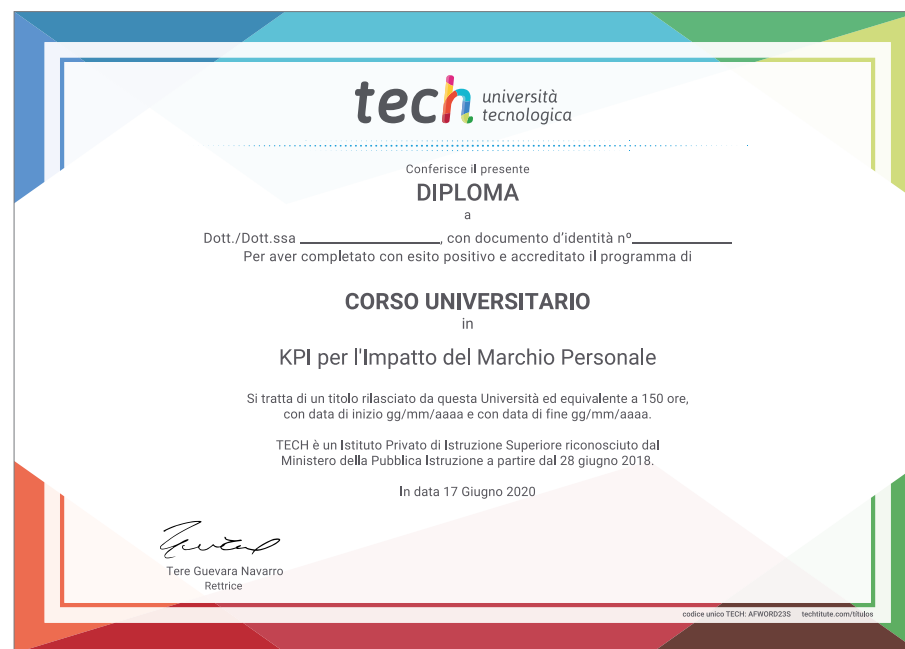 tech università
tecnologica
Conferisce il presente
DIPLOMA
a
Dott./Dott.ssa ____________________, con documento d'identità nº______________
Per aver completato con esito positivo e accreditato il programma di
CORSO UNIVERSITARIO
in
KPI per l'Impatto del Marchio Personale
Si tratta di un titolo rilasciato da questa Università ed equivalente a 150 ore,
con data di inizio gg/mm/aaaa e con data di fine gg/mm/aaaa.
TECH è un Istituto Privato di Istruzione Superiore riconosciuto dal
Ministero della Pubblica Istruzione a partire dal 28 giugno 2018.
In data 17 Giugno 2020
Tere Guevara Navarro
Rettrice
codice unico TECH: AFWORD23S techtitute.com/títulos